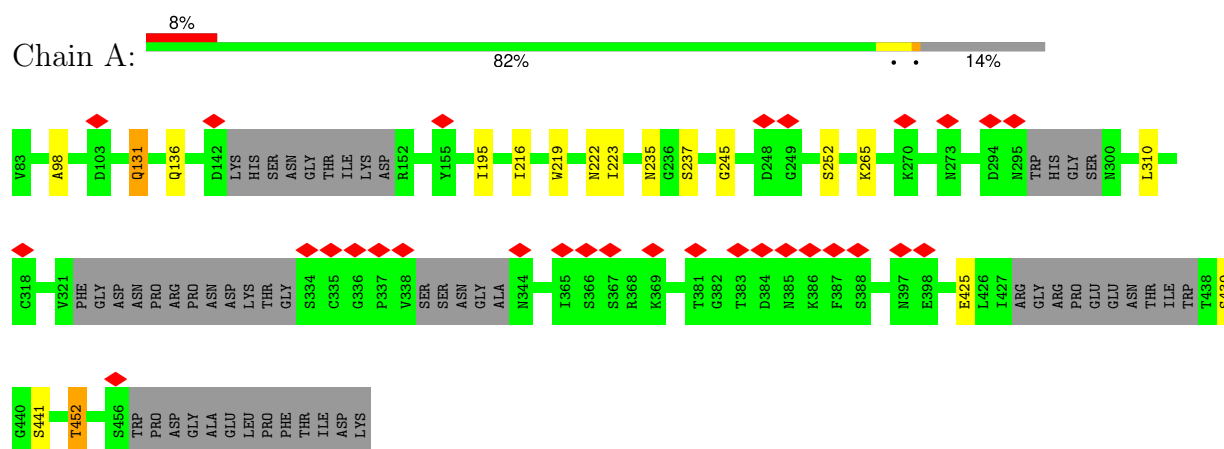 8%
Chain A:
82% • • 14%
V83 A98 D103 Q131 Q136 D142 LYS HIS SER ASN GLY THR ILE LYS ASP R152 Y155 I195 I216 W219 N222 I223 N235 G236 S237 G245 D248 G249 S252 K265 K270 N273 D294 N295 TRP HIS GLY SER N300 L310
C318 V321 PHE GLY ASP ASN PRO ARG PRO ASN ASP LYS THR GLY S334 C335 G336 P337 V338 SER SER ASN GLY ALA N344 I365 S366 S367 R368 K369 T381 G382 T383 D384 N385 K386 F387 S388 N397 E398 E425 L426 I427 ARG GLY ARG PRO GLU GLU ASN THR ILE TRP T438 S439
G440 S441 T452 S456 TRP PRO ASP GLY ALA GLU LEU PRO PHE THR ILE ASP LYS